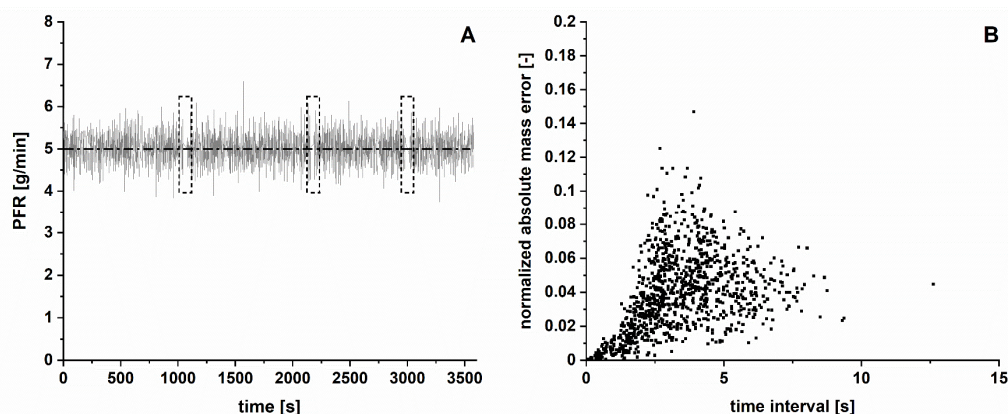 A
PFR [g/min]
8
7
6
5
4
3
2
1
0
0 500 1000 1500 2000 2500 3000 3500
time [s]
B
normalized absolute mass error [-]
0.2
0.18
0.16
0.14
0.12
0.1
0.08
0.06
0.04
0.02
0
0 5 10 15
time interval [s]